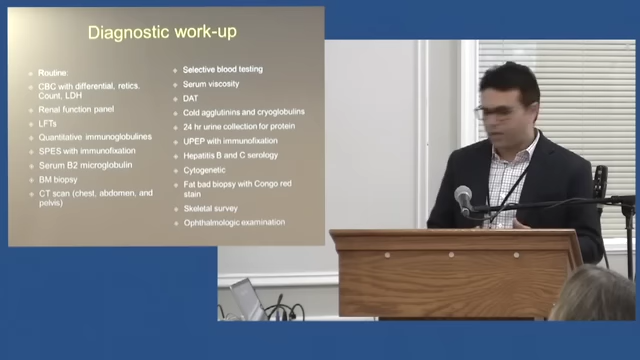 Diagnostic work-up
Routine:
CBC with differential, retics.
Count, LDH
Renal function panel
LFTs
Quantitative immunoglobulines
SPES with immunofixation
Serum B2 microglobulin
BM biopsy
CT scan (chest, abdomen, and
pelvis)
Selective blood testing
Serum viscosity
DAT
Cold agglutinins and cryoglobulins
24 hr urine collection for protein
UPEP with immunofixation
Hepatitis B and C serology
Cytogenetic
Fat bad biopsy with Congo red
stain
Skeletal survey
Ophthalmologic examination